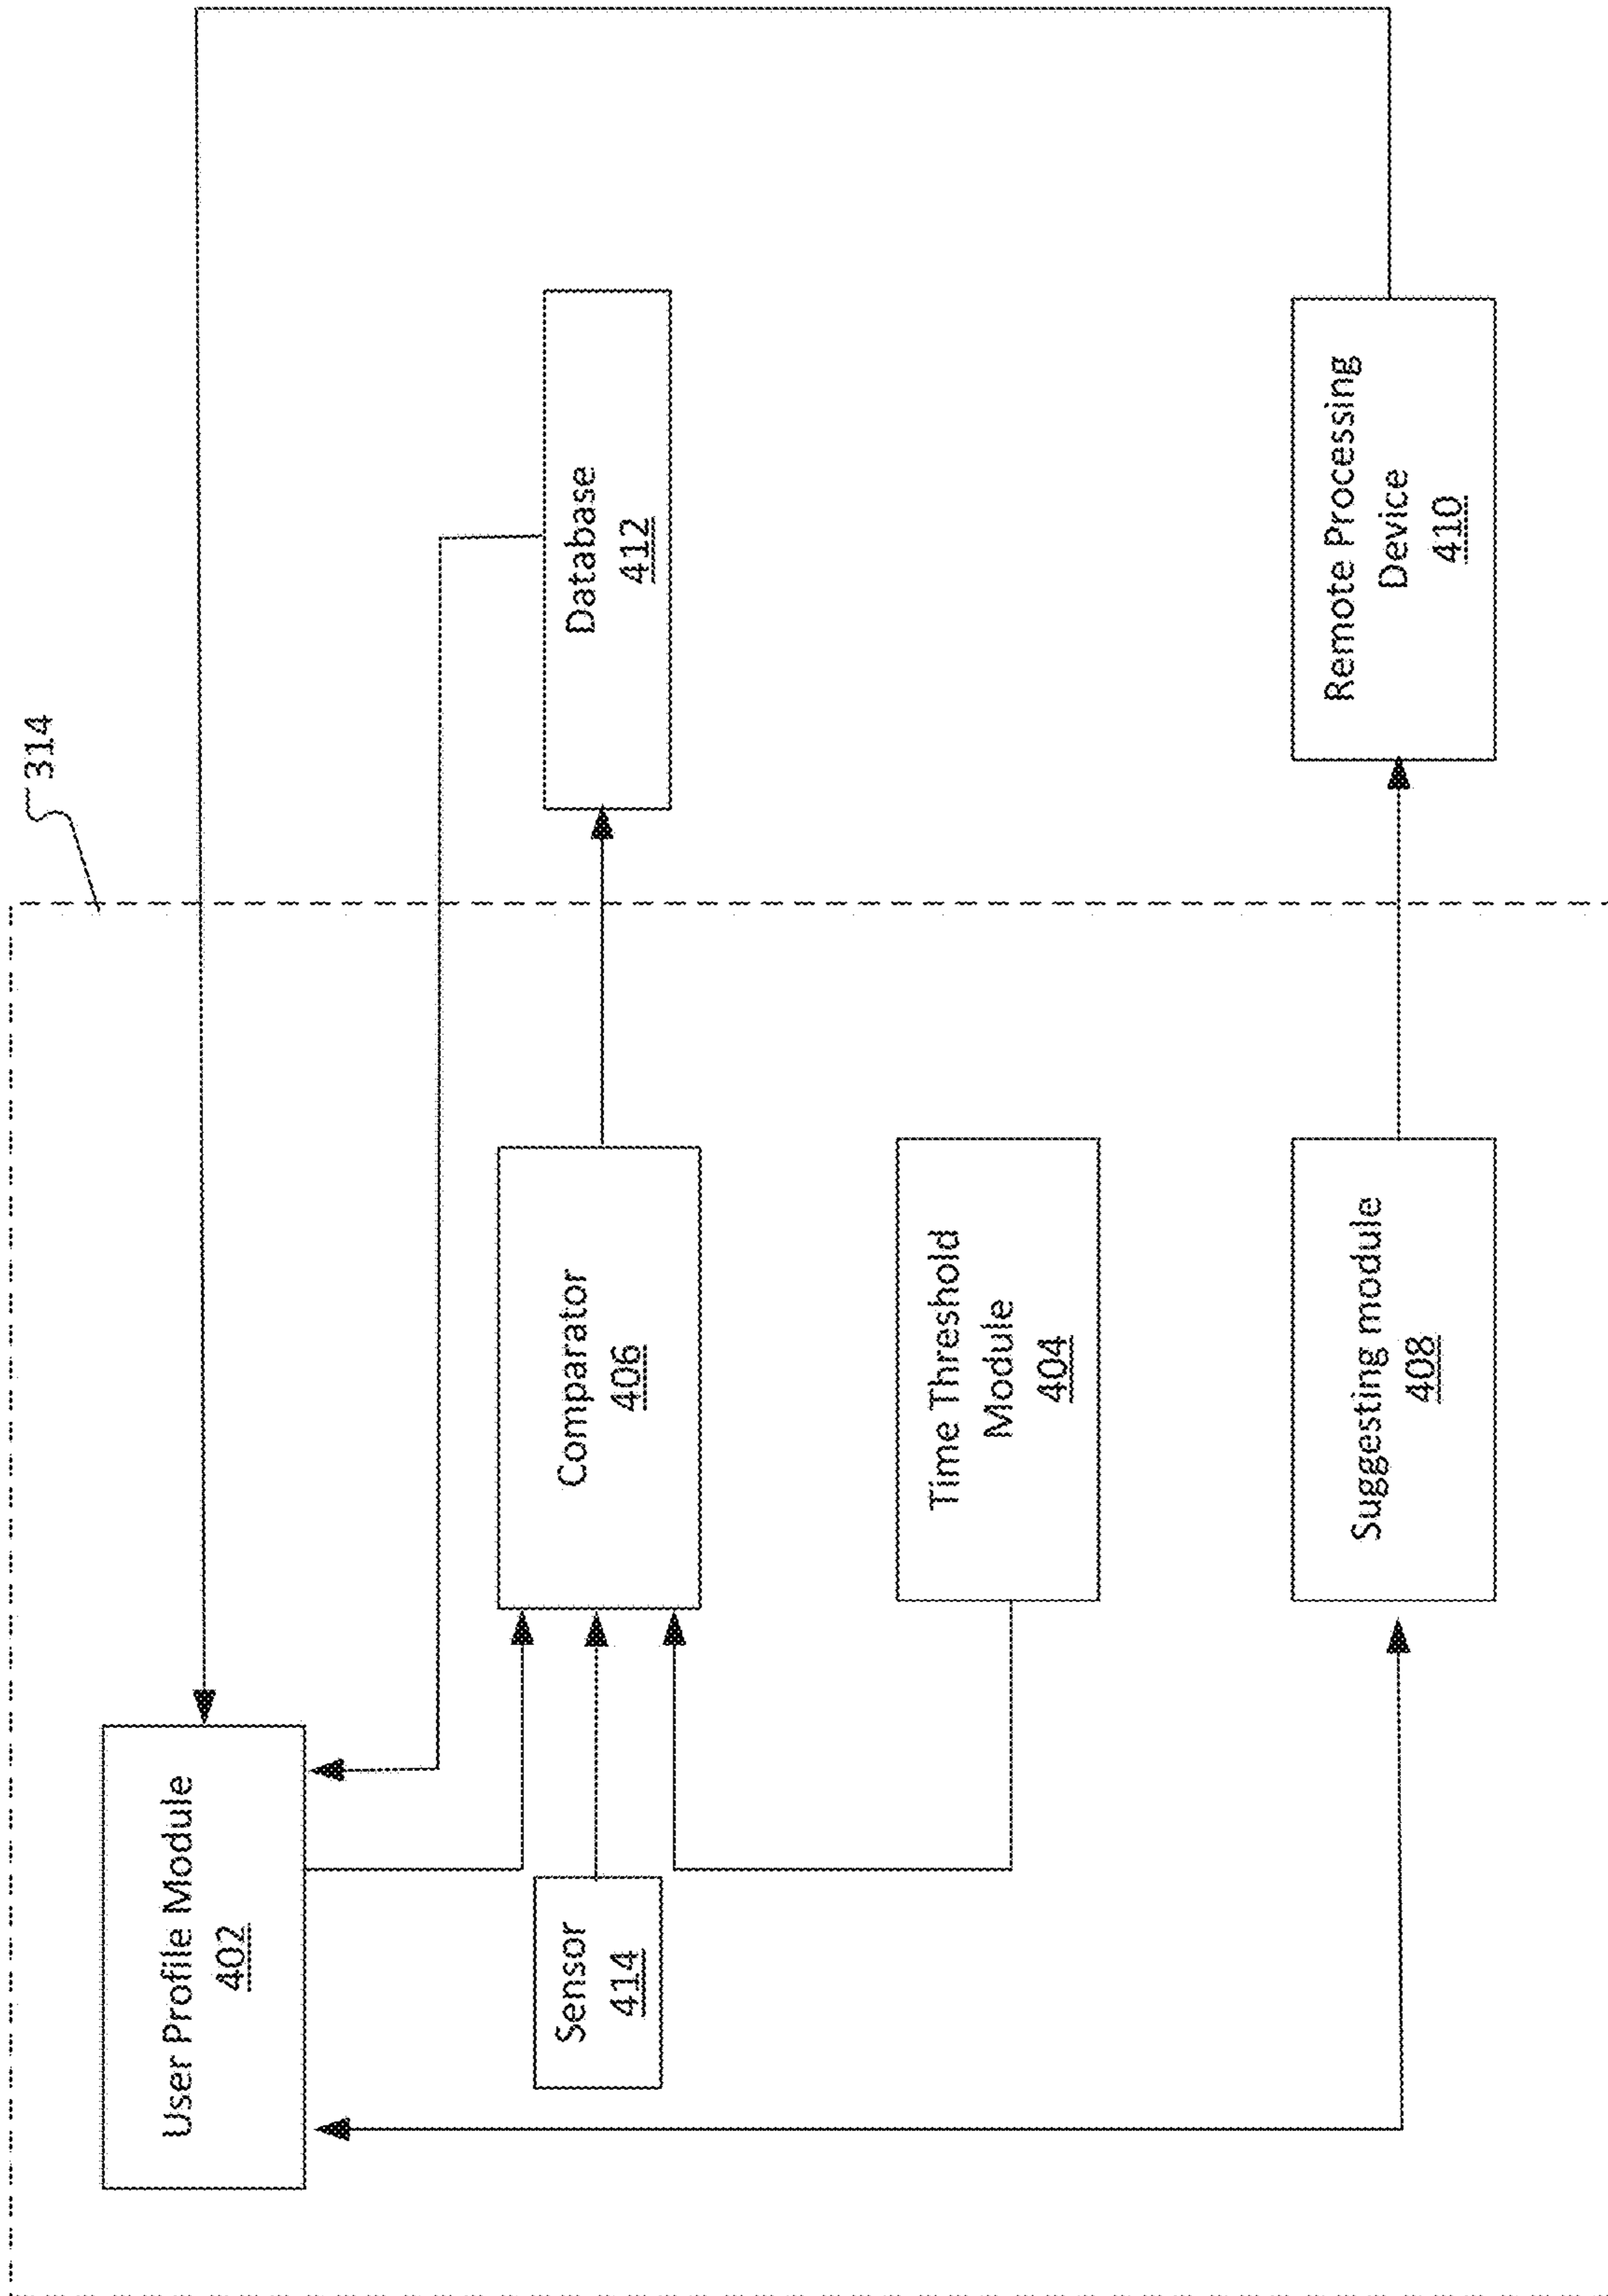 314
User Profile Module
402
Sensor
414
Comparator
406
Database
412
Time Threshold
Module
404
Suggesting module
408
Remote Processing
Device
410